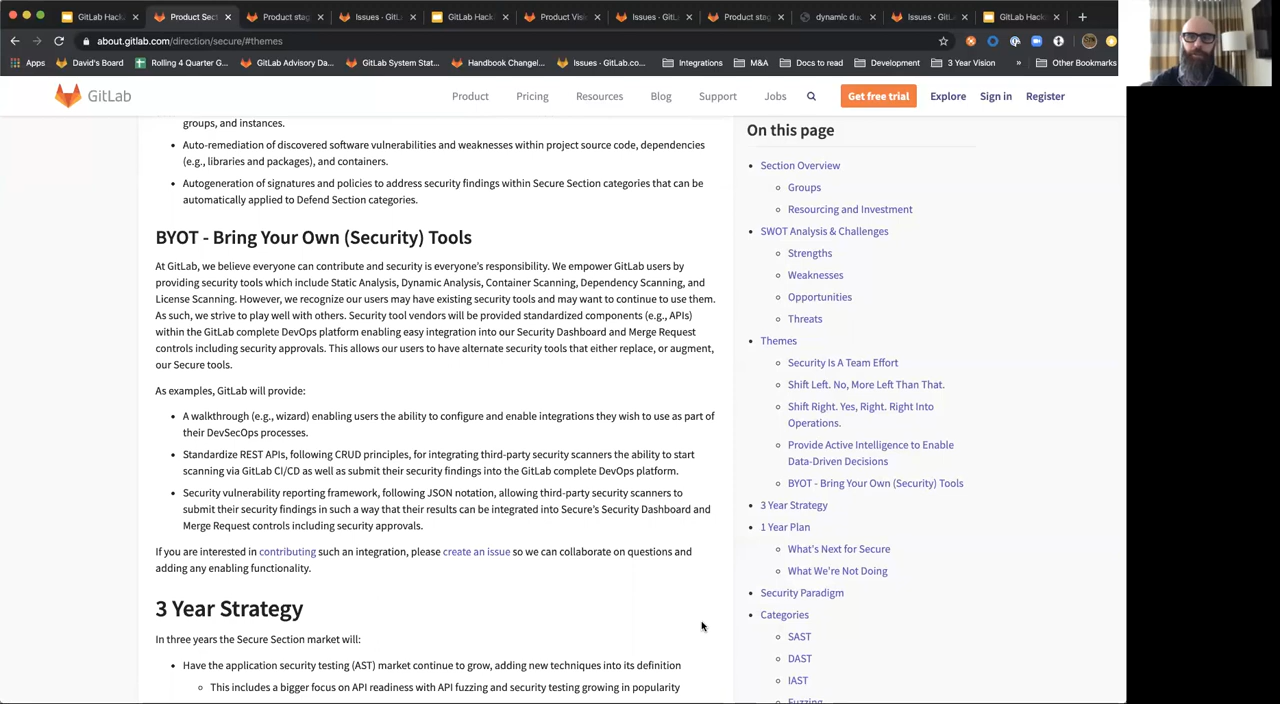 GitLab Hack
Product Sect
Product stag
Issues · GitL
GitLab Hack
Product Visi
Issues · GitL
Product stag
dynamic du
Issues · GitL
GitLab Hack
about.gitlab.com/direction/secure/#themes
Apps
David's Board
Rolling 4 Quarter G...
GitLab Advisory Da...
GitLab System Stat...
Handbook Changel...
Issues · GitLab.co...
Integrations
M&A
Docs to read
Development
3 Year Vision
»
Other Bookmarks
GitLab
Product
Pricing
Resources
Blog
Support
Jobs
Get free trial
Explore
Sign in
Register
groups, and instances.
• Auto-remediation of discovered software vulnerabilities and weaknesses within project source code, dependencies
(e.g., libraries and packages), and containers.
• Autogeneration of signatures and policies to address security findings within Secure Section categories that can be
automatically applied to Defend Section categories.
BYOT - Bring Your Own (Security) Tools
At GitLab, we believe everyone can contribute and security is everyone's responsibility. We empower GitLab users by
providing security tools which include Static Analysis, Dynamic Analysis, Container Scanning, Dependency Scanning, and
License Scanning. However, we recognize our users may have existing security tools and may want to continue to use them.
As such, we strive to play well with others. Security tool vendors will be provided standardized components (e.g., APIs)
within the GitLab complete DevOps platform enabling easy integration into our Security Dashboard and Merge Request
controls including security approvals. This allows our users to have alternate security tools that either replace, or augment,
our Secure tools.
As examples, GitLab will provide:
• A walkthrough (e.g., wizard) enabling users the ability to configure and enable integrations they wish to use as part of
their DevSecOps processes.
• Standardize REST APIs, following CRUD principles, for integrating third-party security scanners the ability to start
scanning via GitLab CI/CD as well as submit their security findings into the GitLab complete DevOps platform.
• Security vulnerability reporting framework, following JSON notation, allowing third-party security scanners to
submit their security findings in such a way that their results can be integrated into Secure's Security Dashboard and
Merge Request controls including security approvals.
If you are interested in contributing such an integration, please create an issue so we can collaborate on questions and
adding any enabling functionality.
3 Year Strategy
In three years the Secure Section market will:
• Have the application security testing (AST) market continue to grow, adding new techniques into its definition
○ This includes a bigger focus on API readiness with API fuzzing and security testing growing in popularity
On this page
• Section Overview
○ Groups
○ Resourcing and Investment
• SWOT Analysis & Challenges
○ Strengths
○ Weaknesses
○ Opportunities
○ Threats
• Themes
○ Security Is A Team Effort
○ Shift Left. No, More Left Than That.
○ Shift Right. Yes, Right. Right Into
Operations.
○ Provide Active Intelligence to Enable
Data-Driven Decisions
○ BYOT - Bring Your Own (Security) Tools
• 3 Year Strategy
• 1 Year Plan
○ What's Next for Secure
○ What We're Not Doing
• Security Paradigm
• Categories
○ SAST
○ DAST
○ IAST
○ Fuzzing